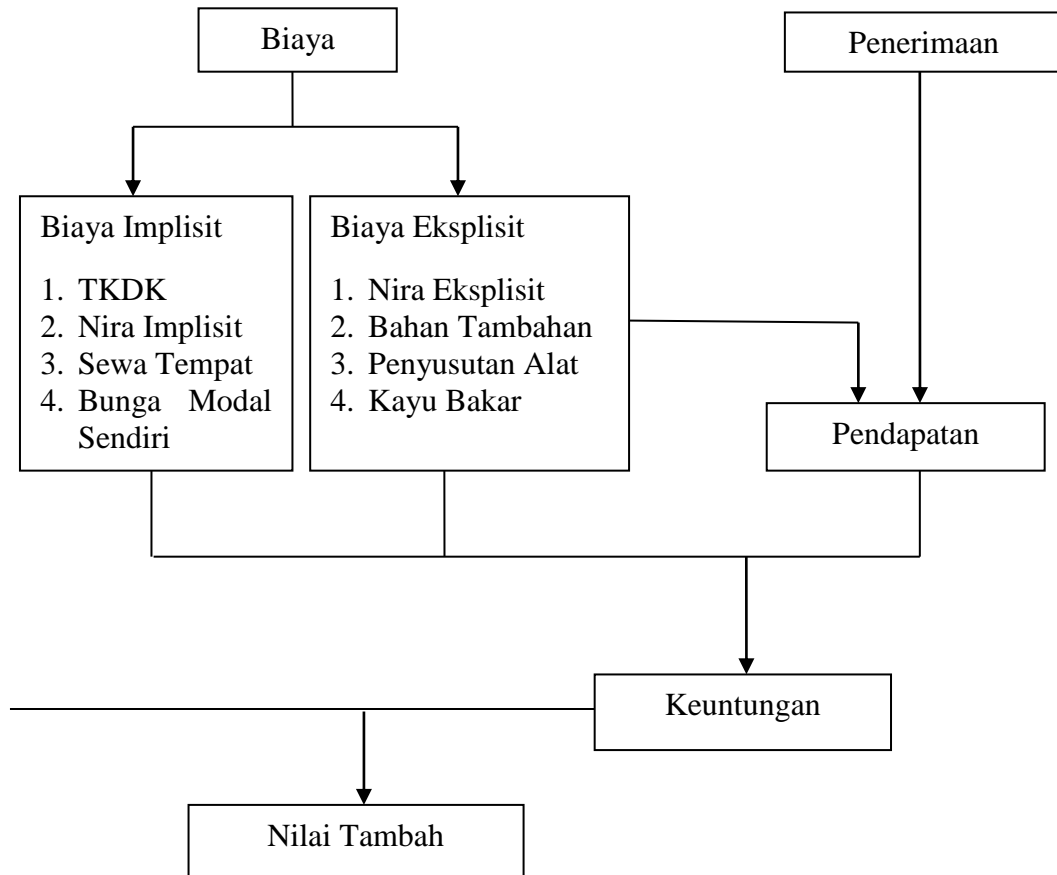 Biaya
Penerimaan
Biaya Implisit
1. TKDK
2. Nira Implisit
3. Sewa Tempat
4. Bunga Modal
Sendiri
Biaya Eksplisit
1. Nira Eksplisit
2. Bahan Tambahan
3. Penyusutan Alat
4. Kayu Bakar
Pendapatan
Keuntungan
Nilai Tambah